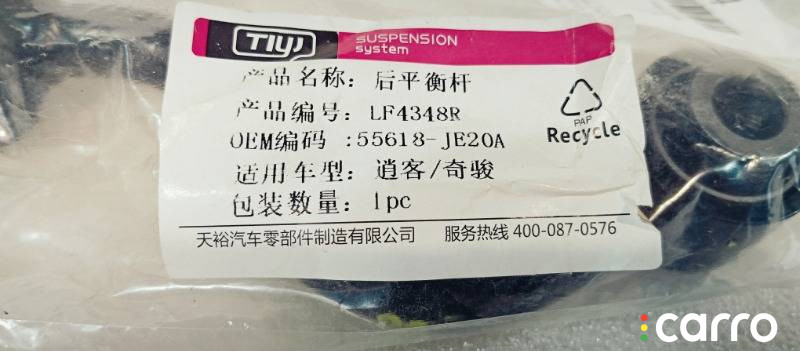 TIYJ
SUSPENSION
system
产品名称: 后平衡杆
产品编号: LF4348R
OEM编码 :55618-JE20A
适用车型: 逍客/奇骏
包装数量: 1pc
PAP
Recycle
天裕汽车零部件制造有限公司 服务热线 400-087-0576
carro